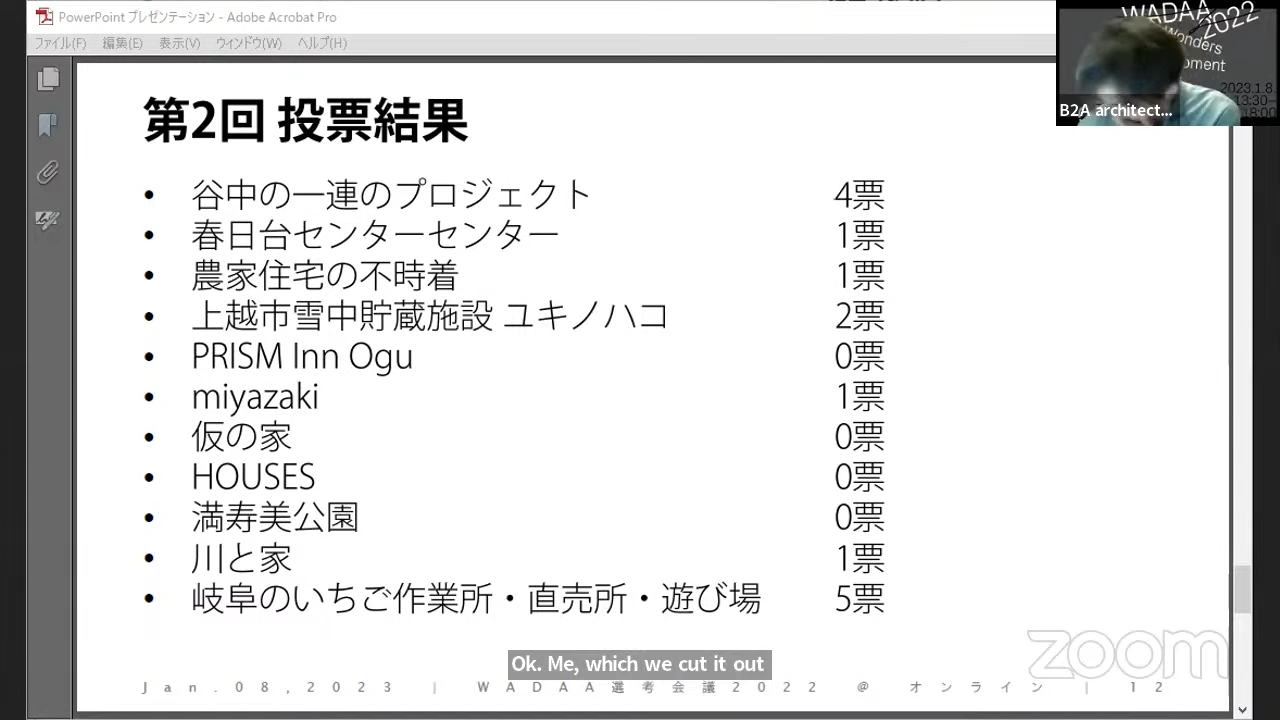 PowerPoint プレゼンテーション - Adobe Acrobat Pro
ファイル(F) 編集(E) 表示(V) ウィンドウ(W) ヘルプ(H)
WADAA 2022
Wonders
2023.1.8
13:30–
18:00
B2A architect...
第2回 投票結果
• 谷中の一連のプロジェクト 4票
• 春日台センターセンター 1票
• 農家住宅の不時着 1票
• 上越市雪中貯蔵施設 ユキノハコ 2票
• PRISM Inn Ogu 0票
• miyazaki 1票
• 仮の家 0票
• HOUSES 0票
• 満寿美公園 0票
• 川と家 1票
• 岐阜のいちご作業所・直売所・遊び場 5票
zoom
Ok. Me, which we cut it out
Jan.08,2023 | WADAA選考会議2022 @ オンライン | 12